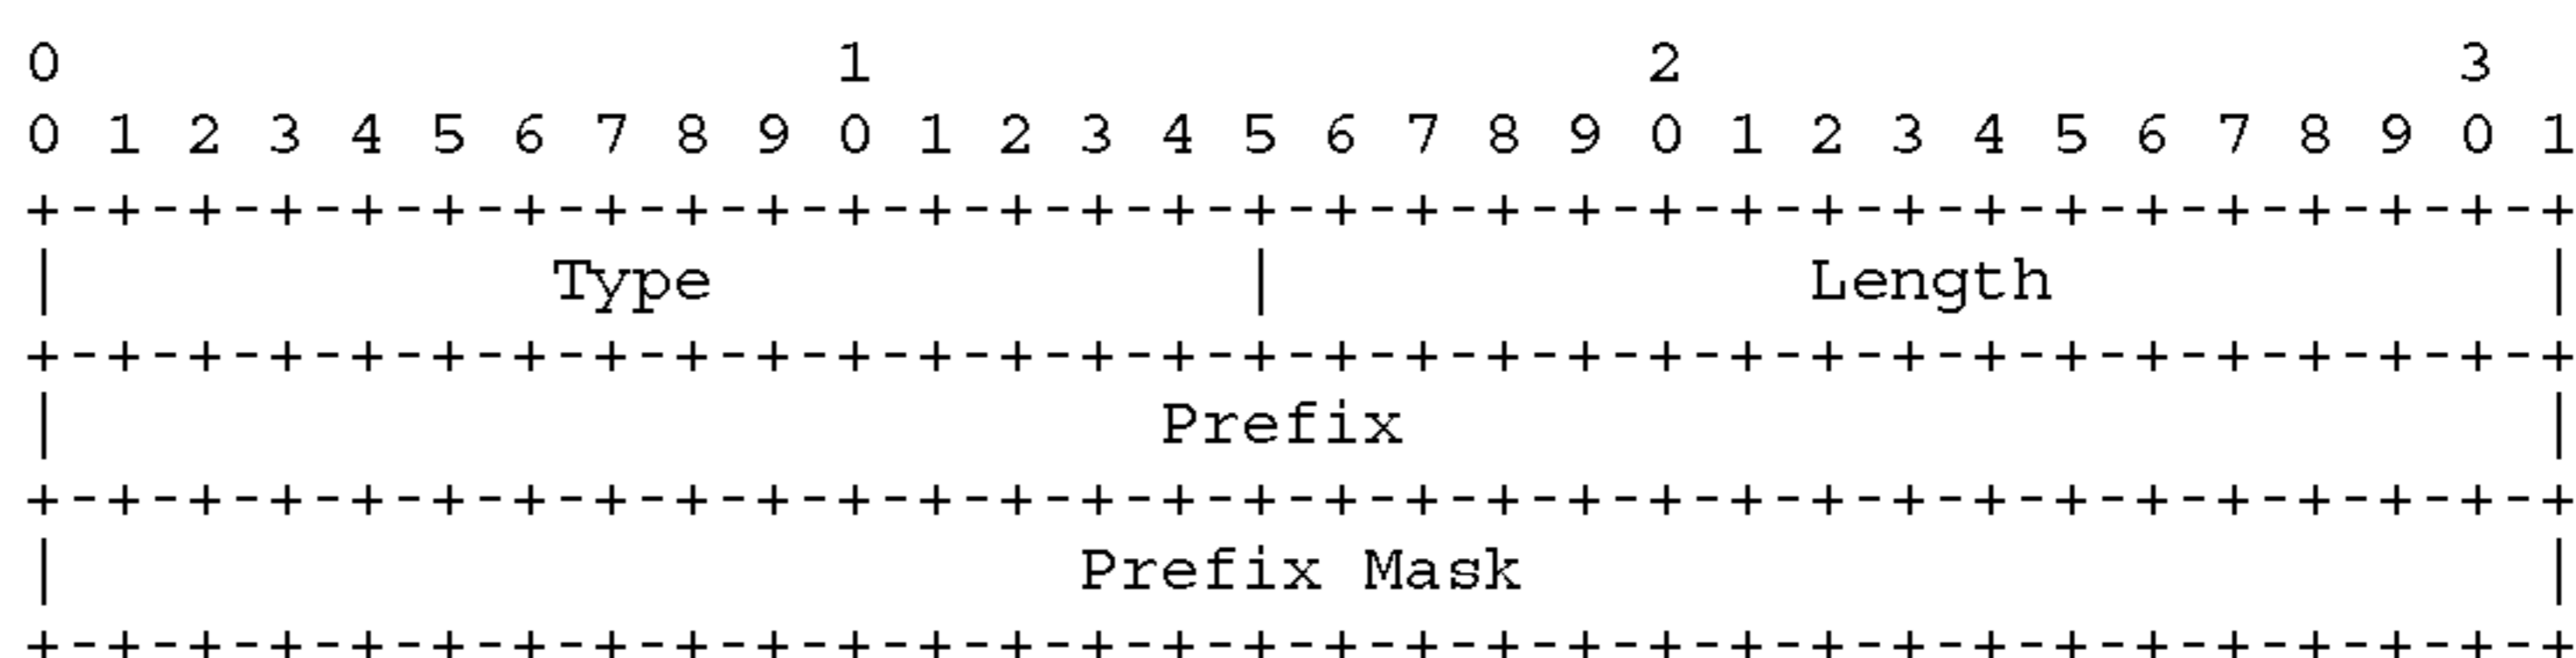 0                   1                   2                   3
0 1 2 3 4 5 6 7 8 9 0 1 2 3 4 5 6 7 8 9 0 1 2 3 4 5 6 7 8 9 0 1
+-+-+-+-+-+-+-+-+-+-+-+-+-+-+-+-+-+-+-+-+-+-+-+-+-+-+-+-+-+-+-+
|            Type             |             Length            |
+-+-+-+-+-+-+-+-+-+-+-+-+-+-+-+-+-+-+-+-+-+-+-+-+-+-+-+-+-+-+-+
|                           Prefix                            |
+-+-+-+-+-+-+-+-+-+-+-+-+-+-+-+-+-+-+-+-+-+-+-+-+-+-+-+-+-+-+-+
|                         Prefix Mask                         |
+-+-+-+-+-+-+-+-+-+-+-+-+-+-+-+-+-+-+-+-+-+-+-+-+-+-+-+-+-+-+-+